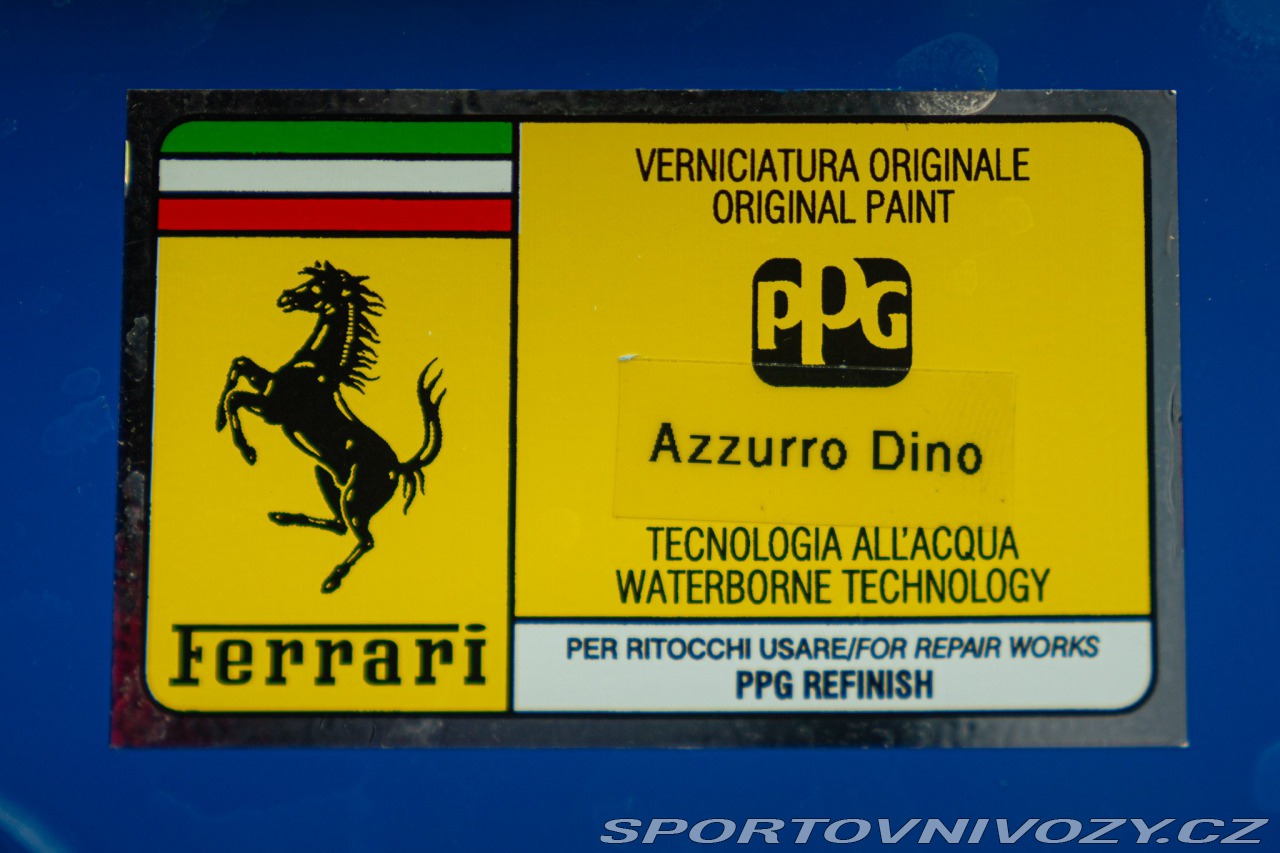 VERNICIATURA ORIGINALE
ORIGINAL PAINT
PPG
Azzurro Dino
TECNOLOGIA ALL'ACQUA
WATERBORNE TECHNOLOGY
Ferrari
PER RITOCCHI USARE/FOR REPAIR WORKS
PPG REFINISH
SPORTOVNIVOZY.CZ